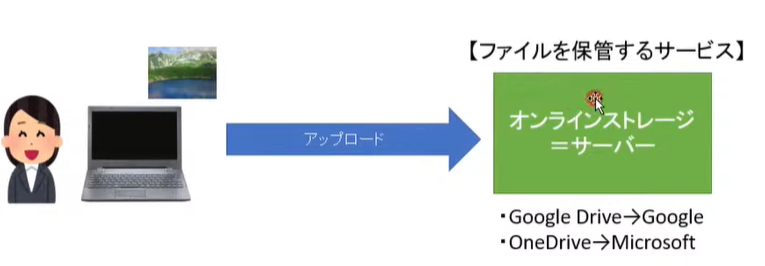 【ファイルを保管するサービス】
アップロード
オンラインストレージ
＝サーバー
・Google Drive→Google
・OneDrive→Microsoft